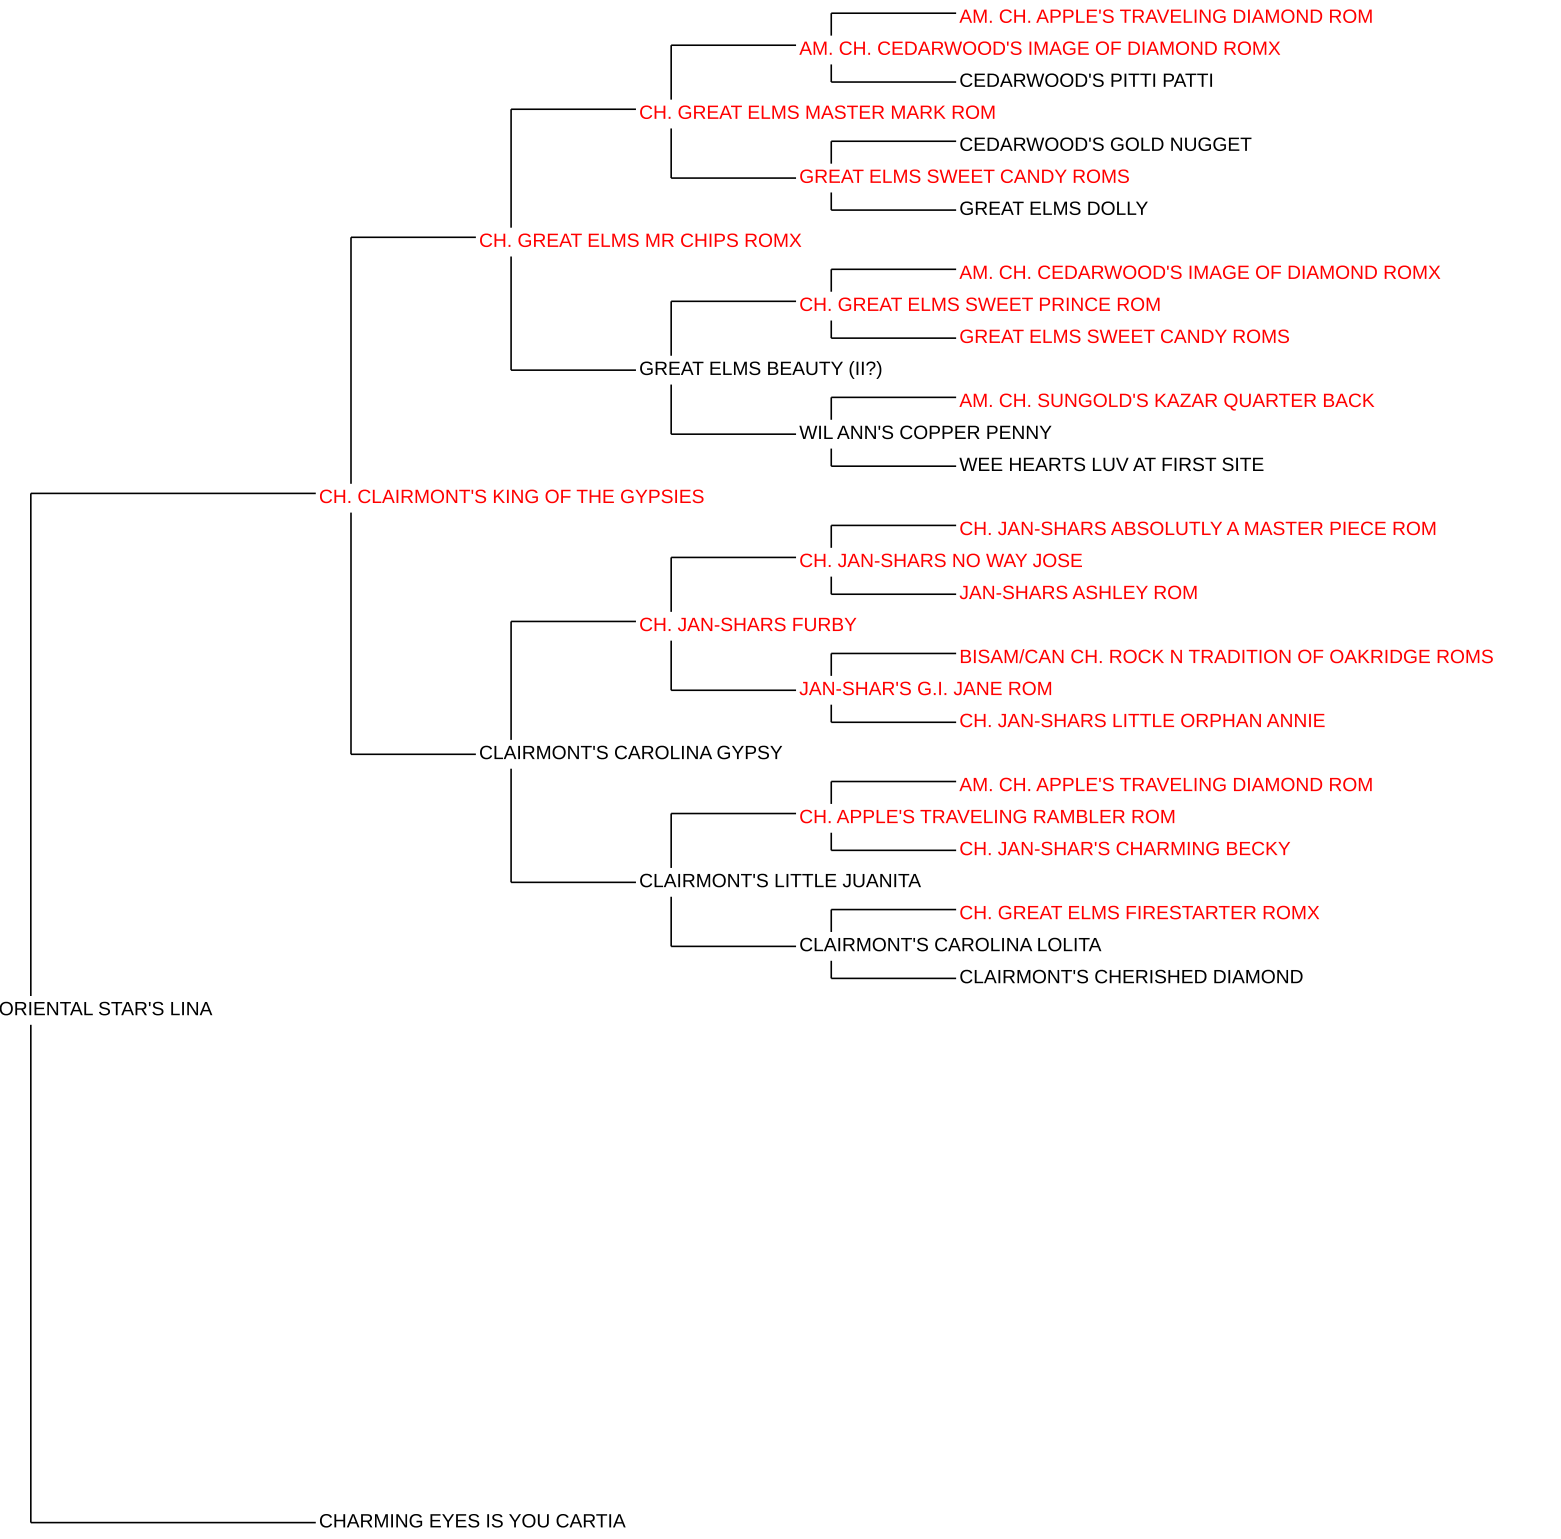 AM. CH. APPLE'S TRAVELING DIAMOND ROM
AM. CH. CEDARWOOD'S IMAGE OF DIAMOND ROMX
CEDARWOOD'S PITTI PATTI
CH. GREAT ELMS MASTER MARK ROM
CEDARWOOD'S GOLD NUGGET
GREAT ELMS SWEET CANDY ROMS
GREAT ELMS DOLLY
CH. GREAT ELMS MR CHIPS ROMX
AM. CH. CEDARWOOD'S IMAGE OF DIAMOND ROMX
CH. GREAT ELMS SWEET PRINCE ROM
GREAT ELMS SWEET CANDY ROMS
GREAT ELMS BEAUTY (II?)
AM. CH. SUNGOLD'S KAZAR QUARTER BACK
WIL ANN'S COPPER PENNY
WEE HEARTS LUV AT FIRST SITE
CH. CLAIRMONT'S KING OF THE GYPSIES
CH. JAN-SHARS ABSOLUTLY A MASTER PIECE ROM
CH. JAN-SHARS NO WAY JOSE
JAN-SHARS ASHLEY ROM
CH. JAN-SHARS FURBY
BISAM/CAN CH. ROCK N TRADITION OF OAKRIDGE ROMS
JAN-SHAR'S G.I. JANE ROM
CH. JAN-SHARS LITTLE ORPHAN ANNIE
CLAIRMONT'S CAROLINA GYPSY
AM. CH. APPLE'S TRAVELING DIAMOND ROM
CH. APPLE'S TRAVELING RAMBLER ROM
CH. JAN-SHAR'S CHARMING BECKY
CLAIRMONT'S LITTLE JUANITA
CH. GREAT ELMS FIRESTARTER ROMX
CLAIRMONT'S CAROLINA LOLITA
CLAIRMONT'S CHERISHED DIAMOND
ORIENTAL STAR'S LINA
CHARMING EYES IS YOU CARTIA